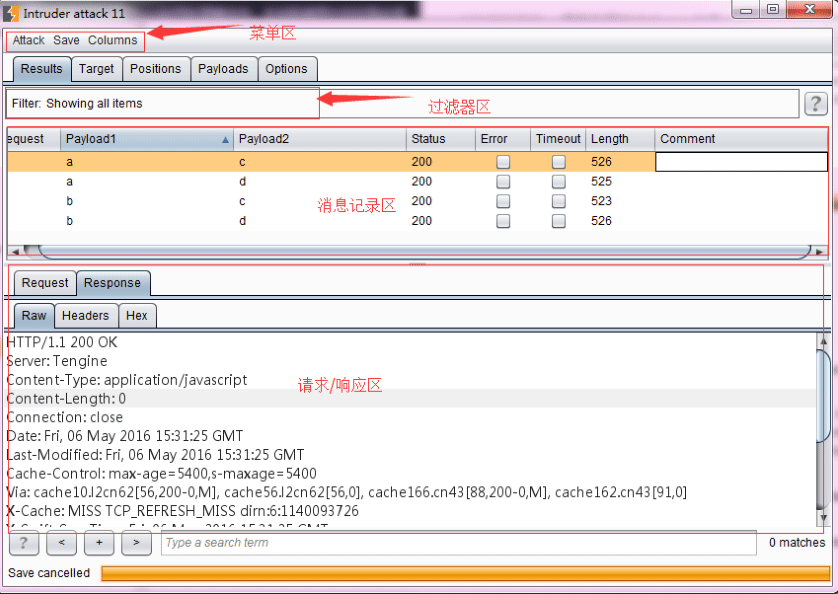 Intruder attack 11
Attack Save Columns
菜单区
Results Target Positions Payloads Options
Filter: Showing all items
过滤器区
?
equest Payload1 Payload2 Status Error Timeout Length Comment
a c 200 526
a d 200 525
b c 200 523
b d 200 526
消息记录区
Request Response
Raw Headers Hex
HTTP/1.1 200 OK
Server: Tengine
Content-Type: application/javascript
请求/响应区
Content-Length: 0
Connection: close
Date: Fri, 06 May 2016 15:31:25 GMT
Last-Modified: Fri, 06 May 2016 15:31:25 GMT
Cache-Control: max-age=5400,s-maxage=5400
Via: cache10.l2cn62[56,200-0,M], cache56.l2cn62[56,0], cache166.cn43[88,200-0,M], cache162.cn43[91,0]
X-Cache: MISS TCP_REFRESH_MISS dirn:6:1140093726
? < + > Type a search term 0 matches
Save cancelled